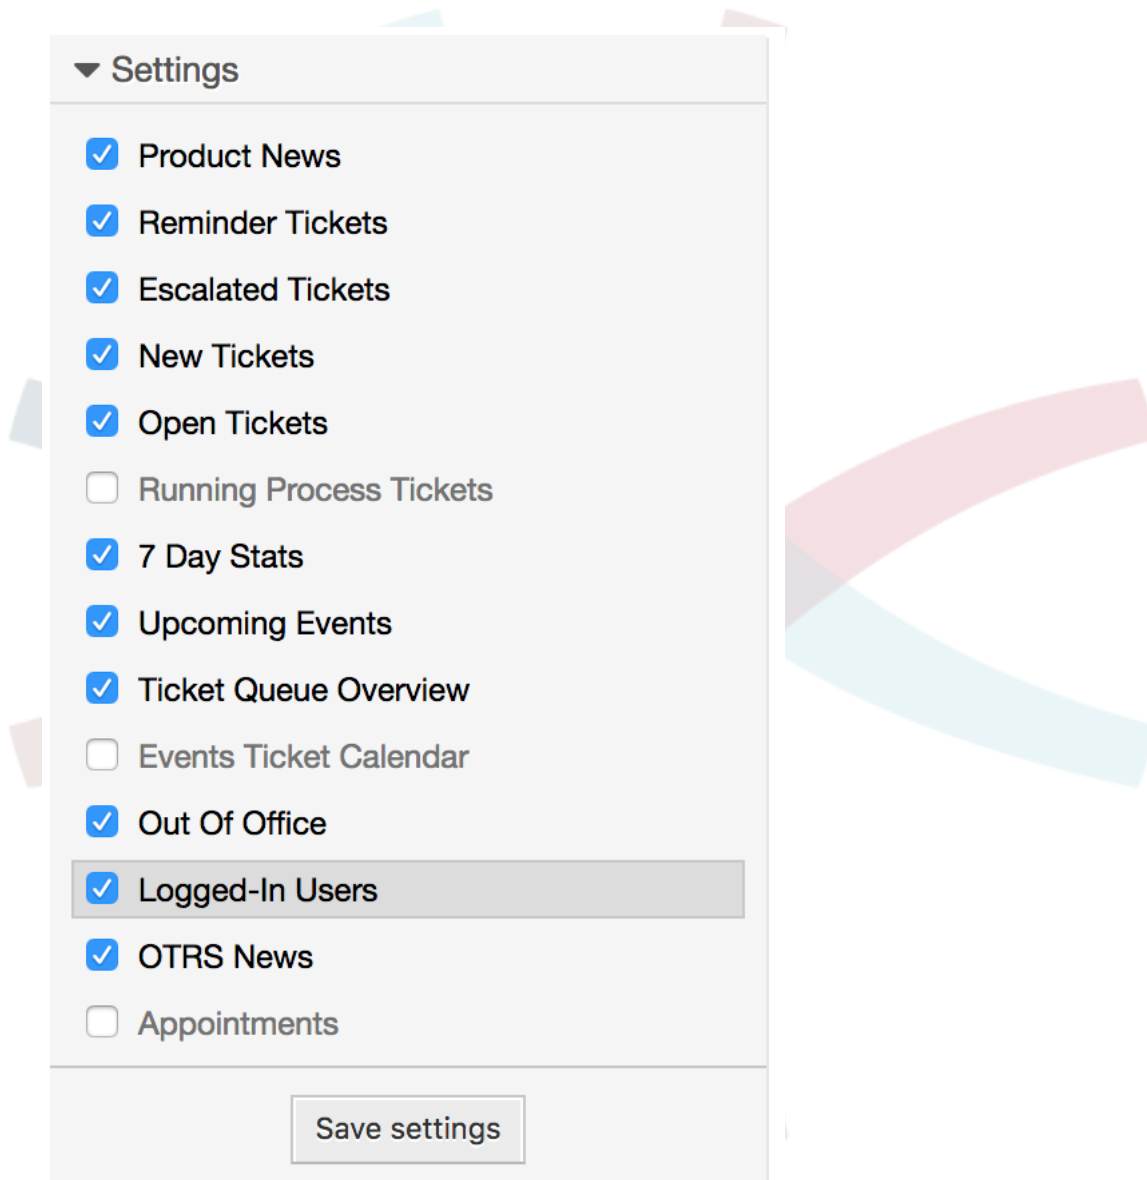 Settings
Product News
Reminder Tickets
Escalated Tickets
New Tickets
Open Tickets
Running Process Tickets
7 Day Stats
Upcoming Events
Ticket Queue Overview
Events Ticket Calendar
Out Of Office
Logged-In Users
OTRS News
Appointments
Save settings